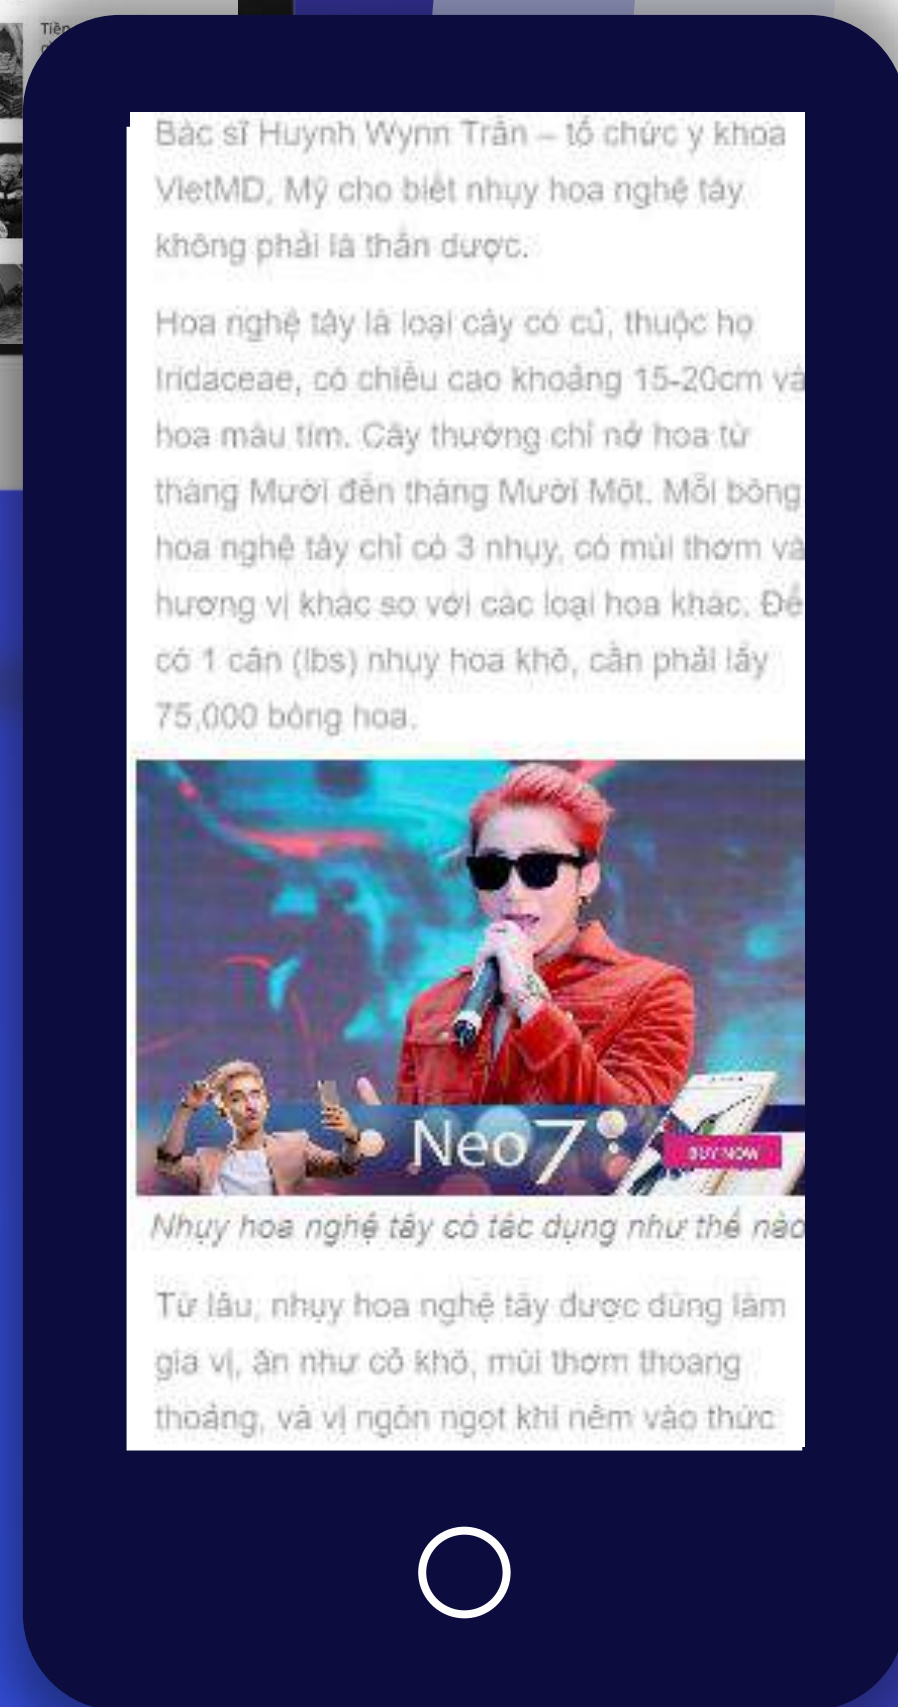 Tiền
Bác sĩ Huynh Wynn Trần – tổ chức y khoa
VietMD, Mỹ cho biết nhụy hoa nghệ tây
không phải là thần dược.
Hoa nghệ tây là loại cây có củ, thuộc họ
Iridaceae, có chiều cao khoảng 15-20cm và
hoa màu tím. Cây thường chỉ nở hoa từ
tháng Mười đến tháng Mười Một. Mỗi bông
hoa nghệ tây chỉ có 3 nhụy, có mùi thơm và
hương vị khác so với các loại hoa khác. Để
có 1 cân (lbs) nhụy hoa khô, cần phải lấy
75,000 bông hoa.
Neo 7
BUY NOW
Nhụy hoa nghệ tây có tác dụng như thế nào
Từ lâu, nhụy hoa nghệ tây được dùng làm
gia vị, ăn như cỏ khô, mùi thơm thoang
thoảng, và vị ngòn ngọt khi nêm vào thức